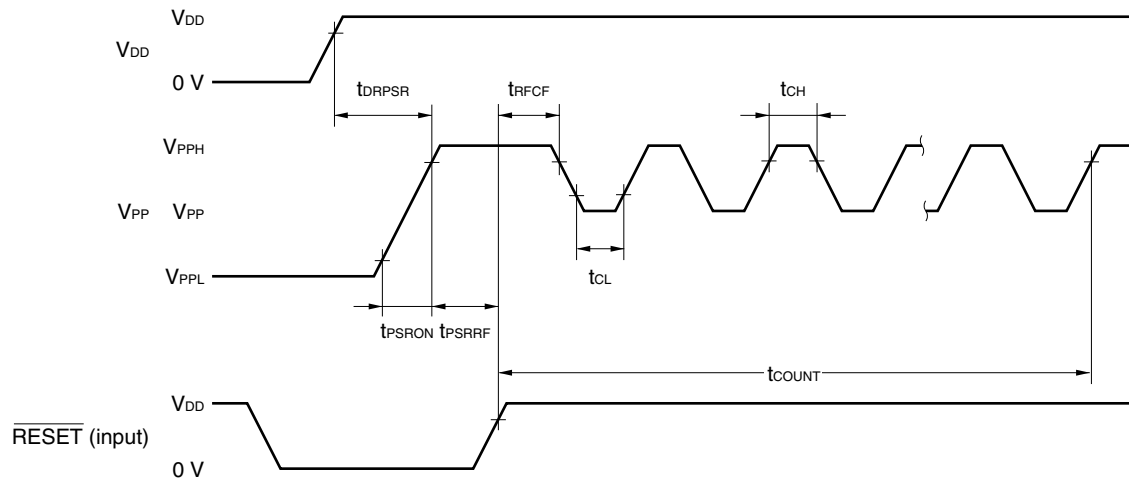 VDD
VDD
0 V
tDRPSR
tRFCF
tCH
VPPH
VPP VPP
VPPL
tCL
tPSRON tPSRRF
tCOUNT
VDD
RESET (input)
0 V